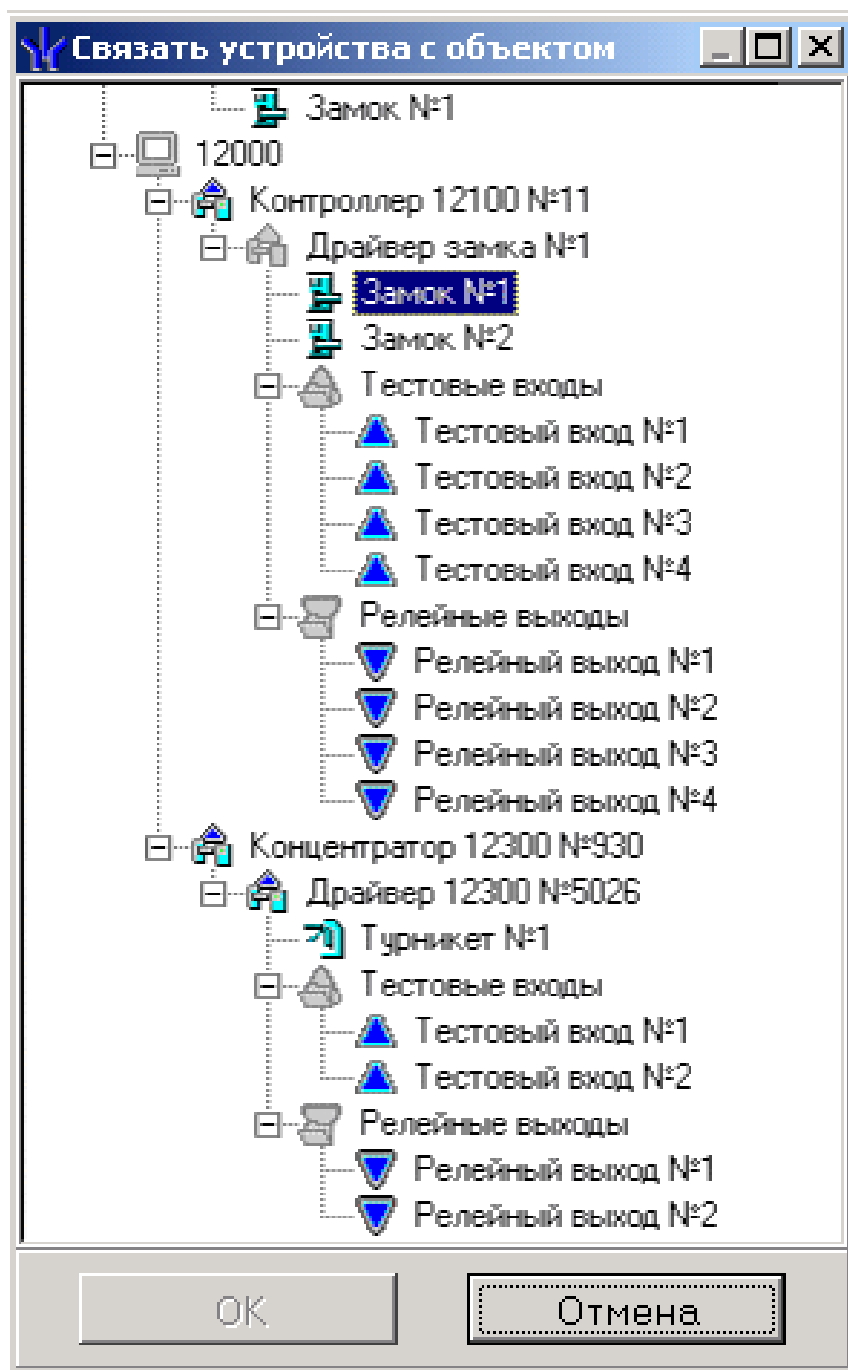 Связать устройства с объектом
Замок №1
12000
Контроллер 12100 №11
Драйвер замка №1
Замок №1
Замок №2
Тестовые входы
Тестовый вход №1
Тестовый вход №2
Тестовый вход №3
Тестовый вход №4
Релейные выходы
Релейный выход №1
Релейный выход №2
Релейный выход №3
Релейный выход №4
Концентратор 12300 №930
Драйвер 12300 №5026
Турникет №1
Тестовые входы
Тестовый вход №1
Тестовый вход №2
Релейные выходы
Релейный выход №1
Релейный выход №2
OK Отмена